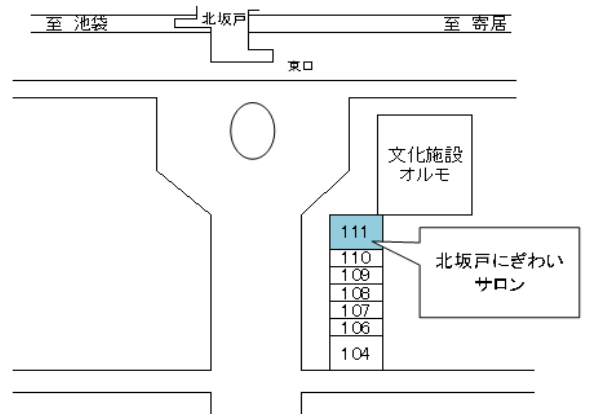 至 池袋
北坂戸
至 寄居
東口
文化施設
オルモ
111
110
109
108
107
106
104
北坂戸にぎわい
サロン